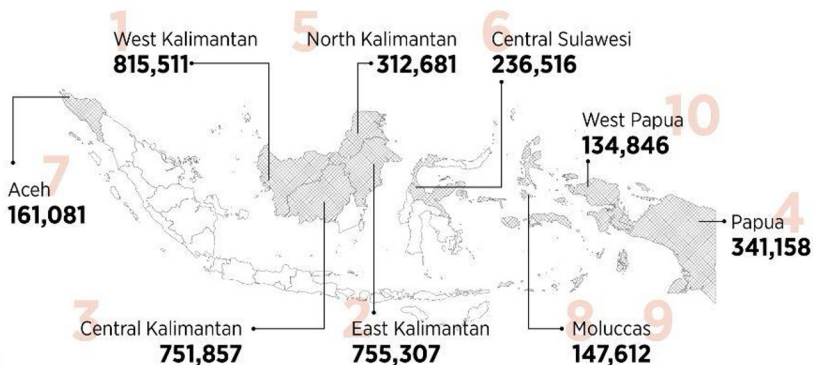 1
West Kalimantan
815,511
5
North Kalimantan
312,681
6
Central Sulawesi
236,516
10
West Papua
134,846
7
Aceh
161,081
4
Papua
341,158
3
Central Kalimantan
751,857
2
East Kalimantan
755,307
8
9
Moluccas
147,612